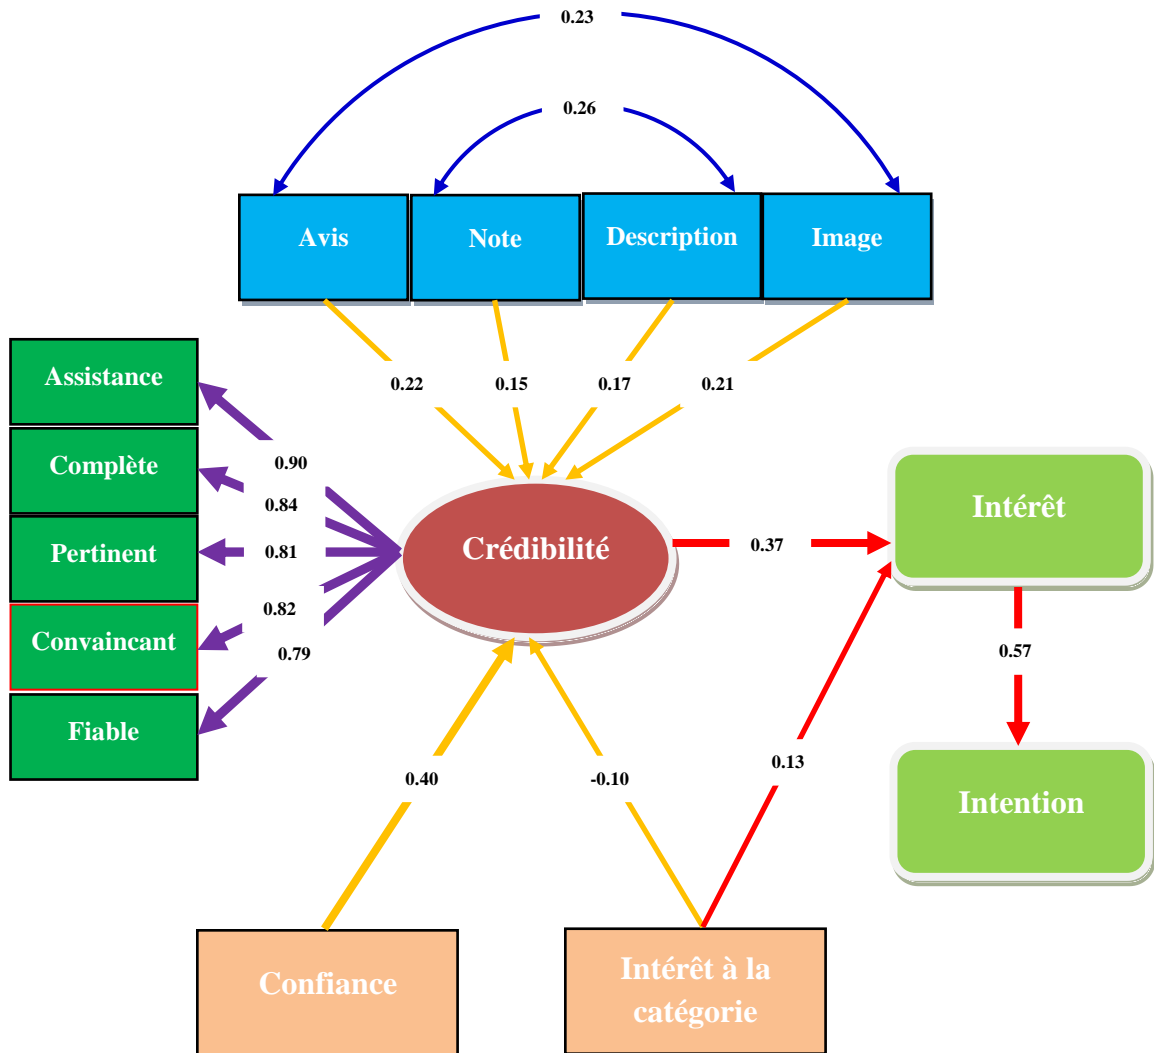 0.23
0.26
Avis
Note
Description
Image
0.22
0.15
0.17
0.21
Assistance
Complète
Pertinent
Convaincant
Fiable
0.90
0.84
0.81
0.82
0.79
Crédibilité
0.37
Intérêt
0.57
Intention
0.40
-0.10
0.13
Confiance
Intérêt à la
catégorie